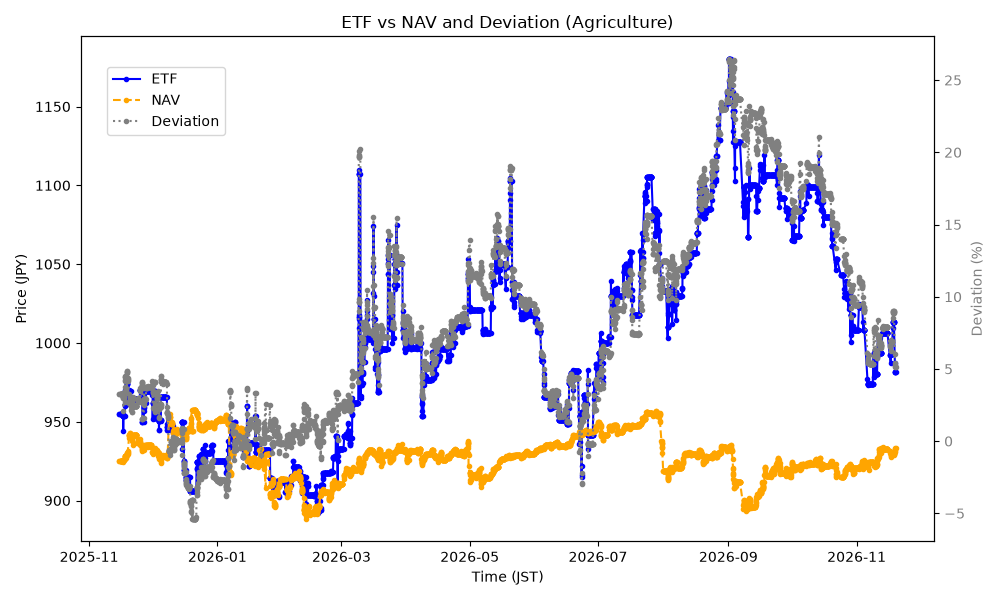 ETF vs NAV and Deviation (Agriculture)
ETF
NAV
Deviation
Price (JPY)
1150
1100
1050
1000
950
900
25
20
15
10
5
0
−5
Deviation (%)
2025-11
2026-01
2026-03
2026-05
2026-07
2026-09
2026-11
Time (JST)